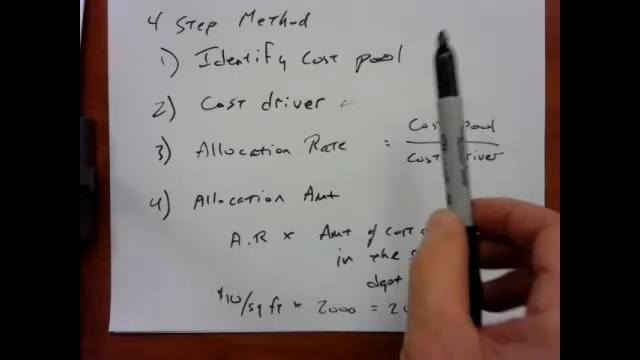 4 Step Method
1) Identify Cost pool
2) Cost driver
3) Allocation Rate = Cost pool
Cost driver
4) Allocation Amt
A.R × Amt of cost
in the
dept
$10/sq ft × 2000 =